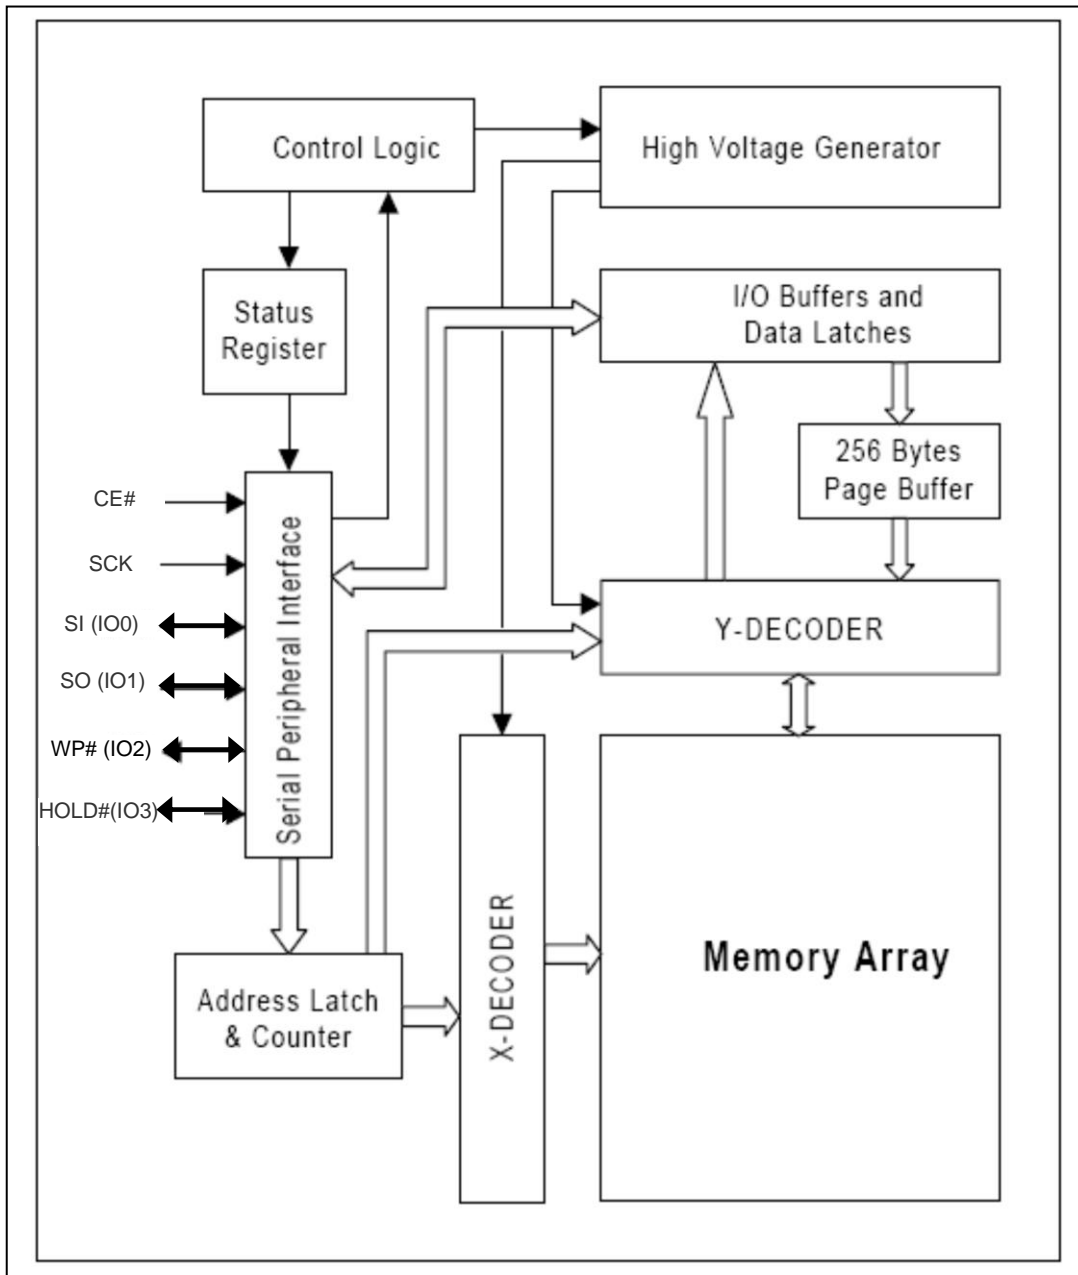 Control Logic
High Voltage Generator
Status
Register
I/O Buffers and
Data Latches
256 Bytes
Page Buffer
CE#
SCK
SI (IO0)
SO (IO1)
WP# (IO2)
HOLD#(IO3)
Serial Peripheral Interface
Y-DECODER
Address Latch
& Counter
X-DECODER
Memory Array